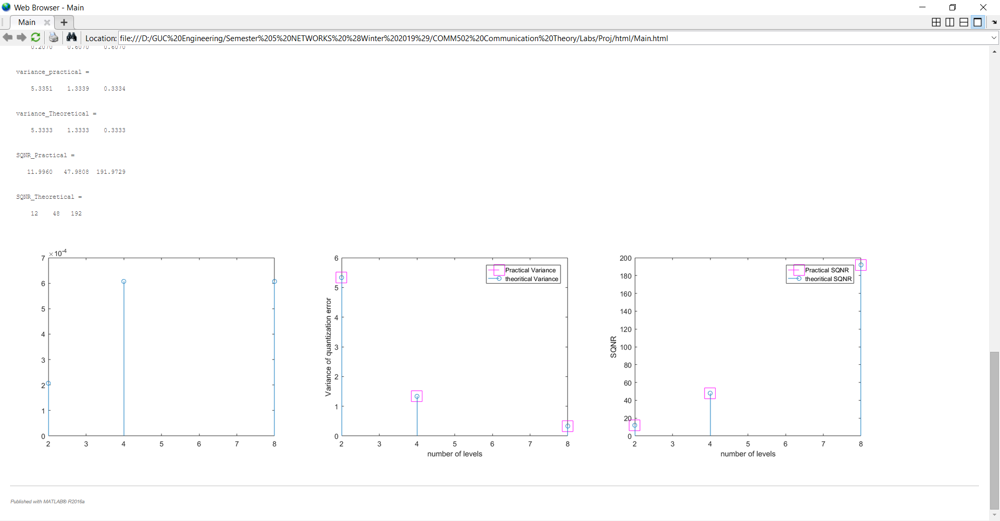 Web Browser - Main
Main
Location: file:///D:/GUC%20Engineering/Semester%205%20NETWORKS%20%28Winter%202019%29/COMM502%20Communication%20Theory/Labs/Proj/html/Main.html
0.2070 0.6070 0.6070
variance_practical =
5.3351 1.3339 0.3334
variance_Theoretical =
5.3333 1.3333 0.3333
SQNR_Practical =
11.9960 47.9808 191.9729
SQNR_Theoretical =
12 48 192
7 ×10-4
6
5
4
3
2
1
0
2 3 4 5 6 7 8
6
5
4
3
2
1
0
Variance of quantization error
Practical Variance
theoritical Variance
2 3 4 5 6 7 8
number of levels
200
180
160
140
120
100
80
60
40
20
0
SQNR
Practical SQNR
theoritical SQNR
2 3 4 5 6 7 8
number of levels
Published with MATLAB® R2016a